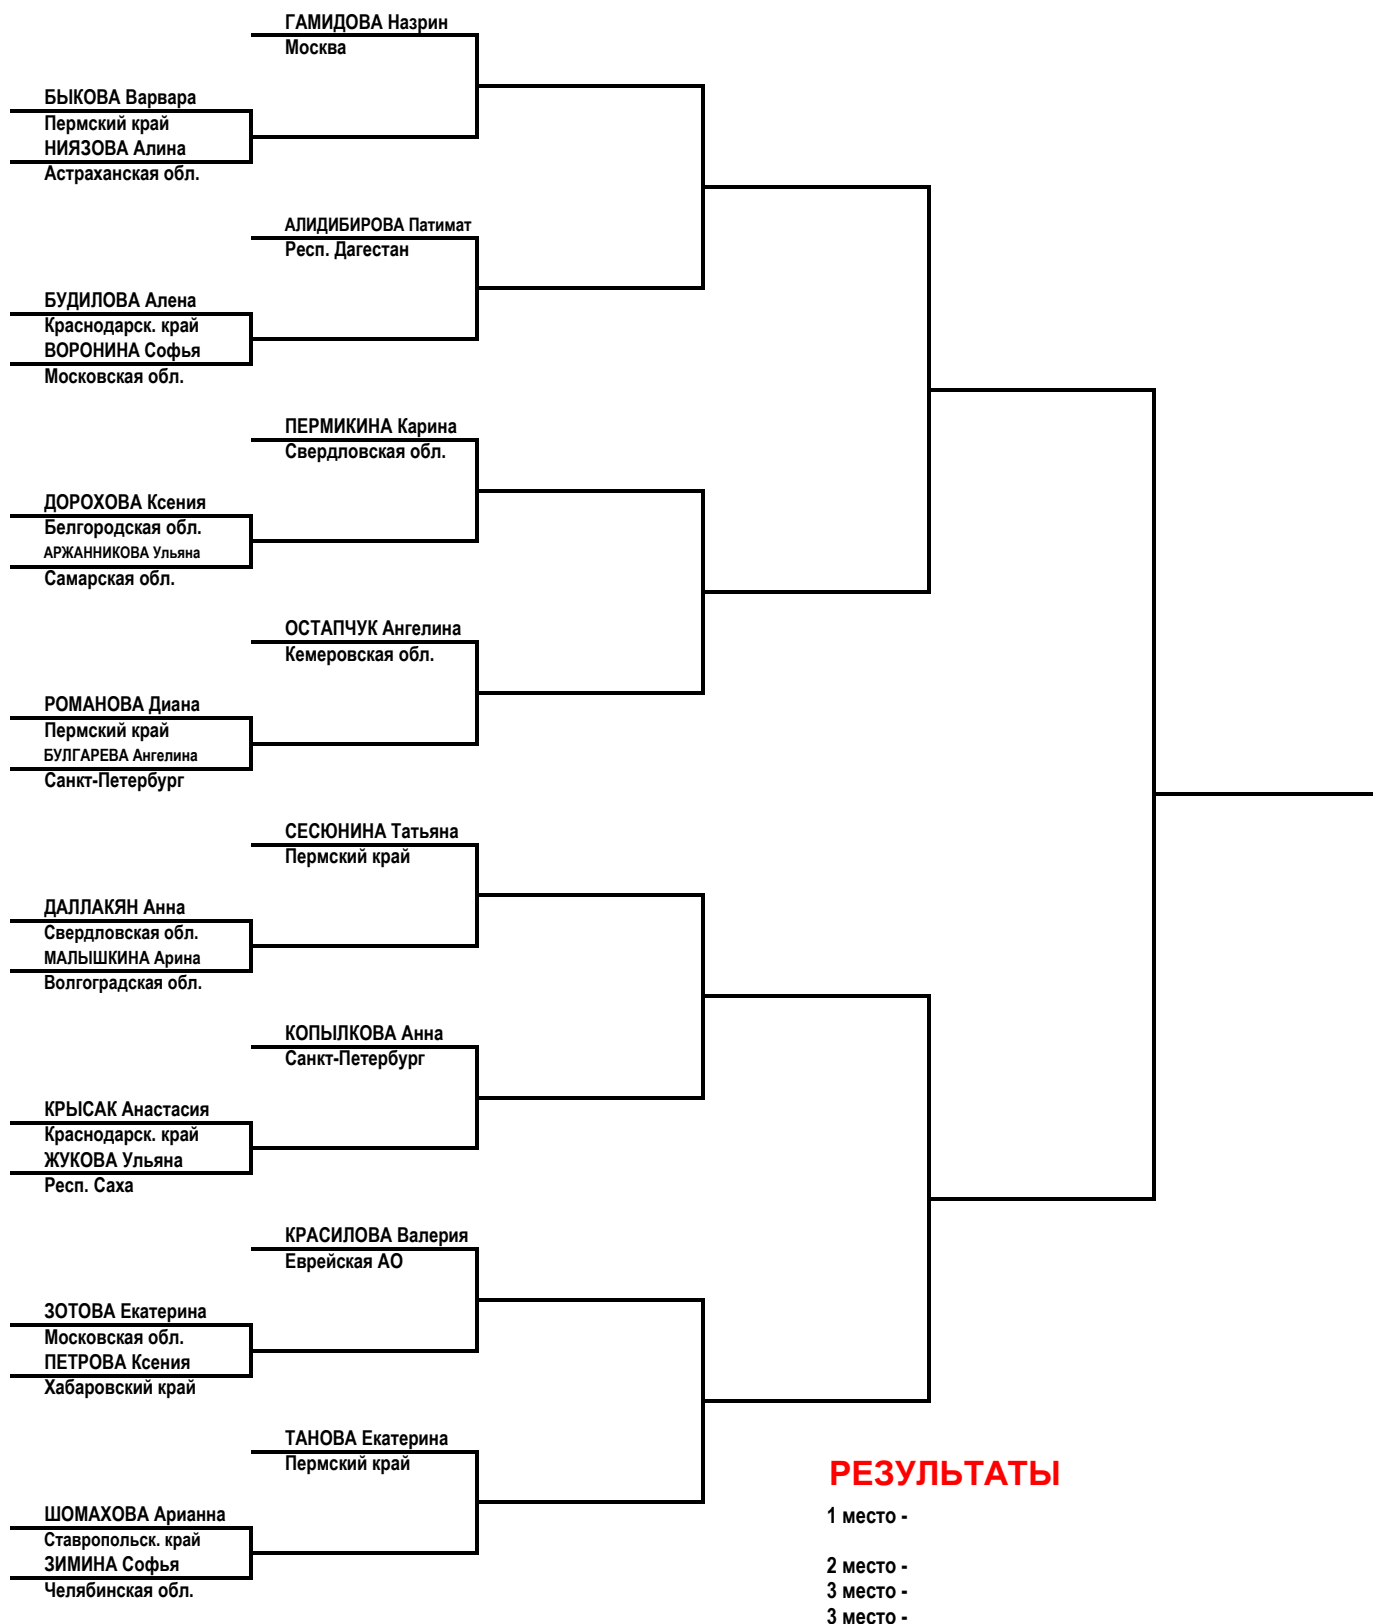 ГАМИДОВА Назрин
Москва
БЫКОВА Варвара
Пермский край
НИЯЗОВА Алина
Астраханская обл.
АЛИДИБИРОВА Патимат
Респ. Дагестан
БУДИЛОВА Алена
Краснодарск. край
ВОРОНИНА Софья
Московская обл.
ПЕРМИКИНА Карина
Свердловская обл.
ДОРОХОВА Ксения
Белгородская обл.
АРЖАННИКОВА Ульяна
Самарская обл.
ОСТАПЧУК Ангелина
Кемеровская обл.
РОМАНОВА Диана
Пермский край
БУЛГАРЕВА Ангелина
Санкт-Петербург
СЕСЮНИНА Татьяна
Пермский край
ДАЛЛАКЯН Анна
Свердловская обл.
МАЛЫШКИНА Арина
Волгоградская обл.
КОПЫЛКОВА Анна
Санкт-Петербург
КРЫСАК Анастасия
Краснодарск. край
ЖУКОВА Ульяна
Респ. Саха
КРАСИЛОВА Валерия
Еврейская АО
ЗОТОВА Екатерина
Московская обл.
ПЕТРОВА Ксения
Хабаровский край
ТАНОВА Екатерина
Пермский край
ШОМАХОВА Арианна
Ставропольск. край
ЗИМИНА Софья
Челябинская обл.
РЕЗУЛЬТАТЫ
1 место -
2 место -
3 место -
3 место -